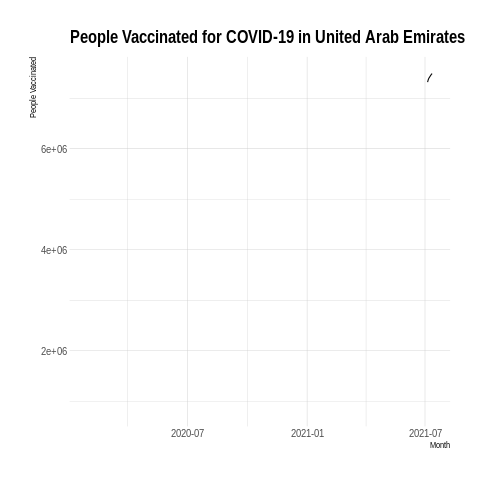 People Vaccinated for COVID-19 in United Arab Emirates
People Vaccinated
6e+06
4e+06
2e+06
2020-07 2021-01 2021-07
Month